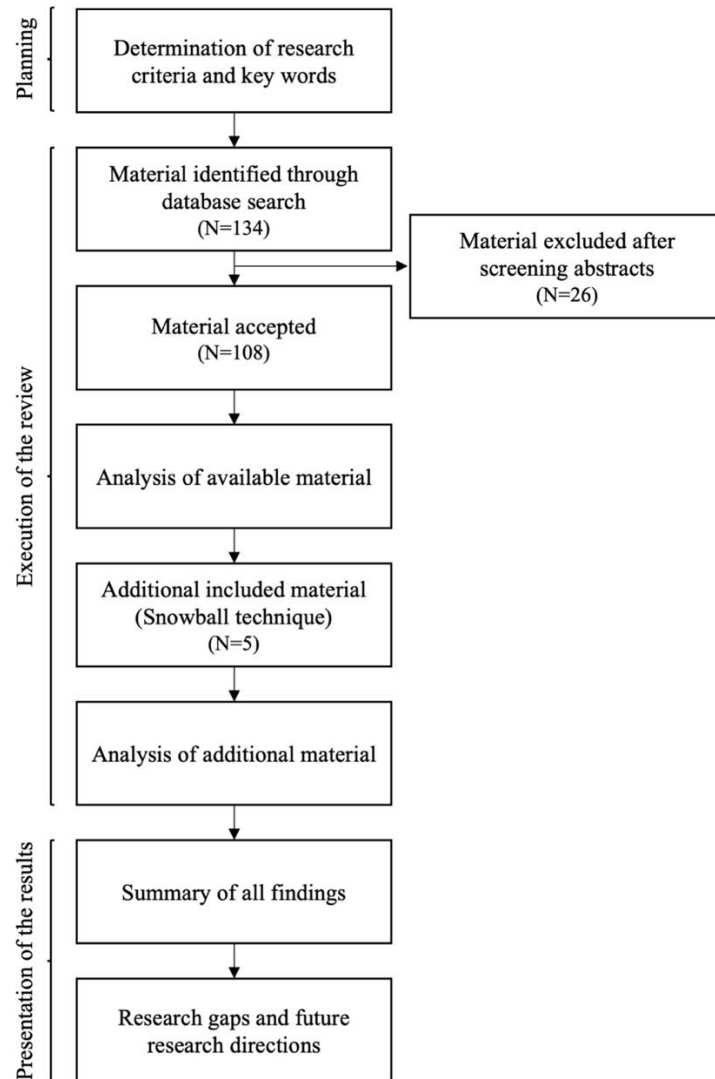 Planning
Determination of research
criteria and key words
Execution of the review
Material identified through
database search
(N=134)
Material excluded after
screening abstracts
(N=26)
Material accepted
(N=108)
Analysis of available material
Additional included material
(Snowball technique)
(N=5)
Analysis of additional material
Presentation of the results
Summary of all findings
Research gaps and future
research directions